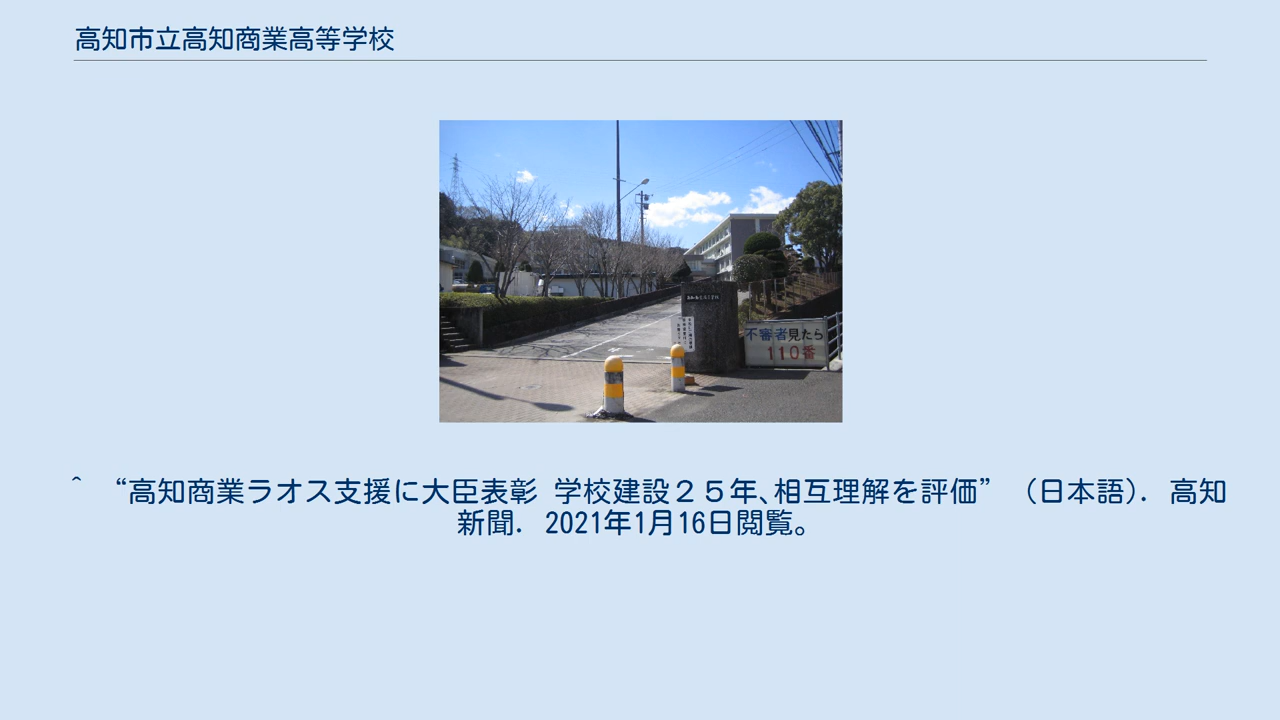 高知市立高知商業高等学校
不審者見たら
110番
^ “高知商業ラオス支援に大臣表彰 学校建設２５年､相互理解を評価” (日本語). 高知
新聞. 2021年1月16日閲覧。